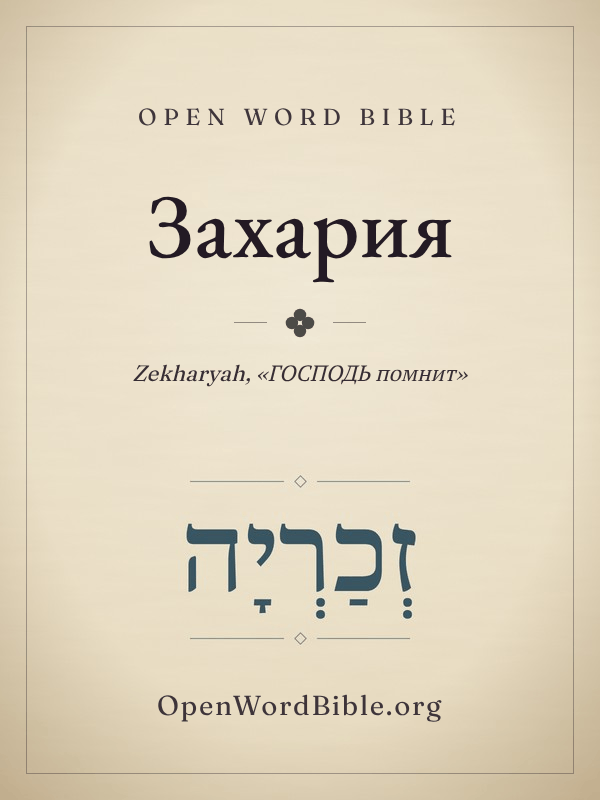 OPEN WORD BIBLE
Захария
Zekharyah, «ГОСПОДЬ помнит»
זְכַרְיָה
OpenWordBible.org